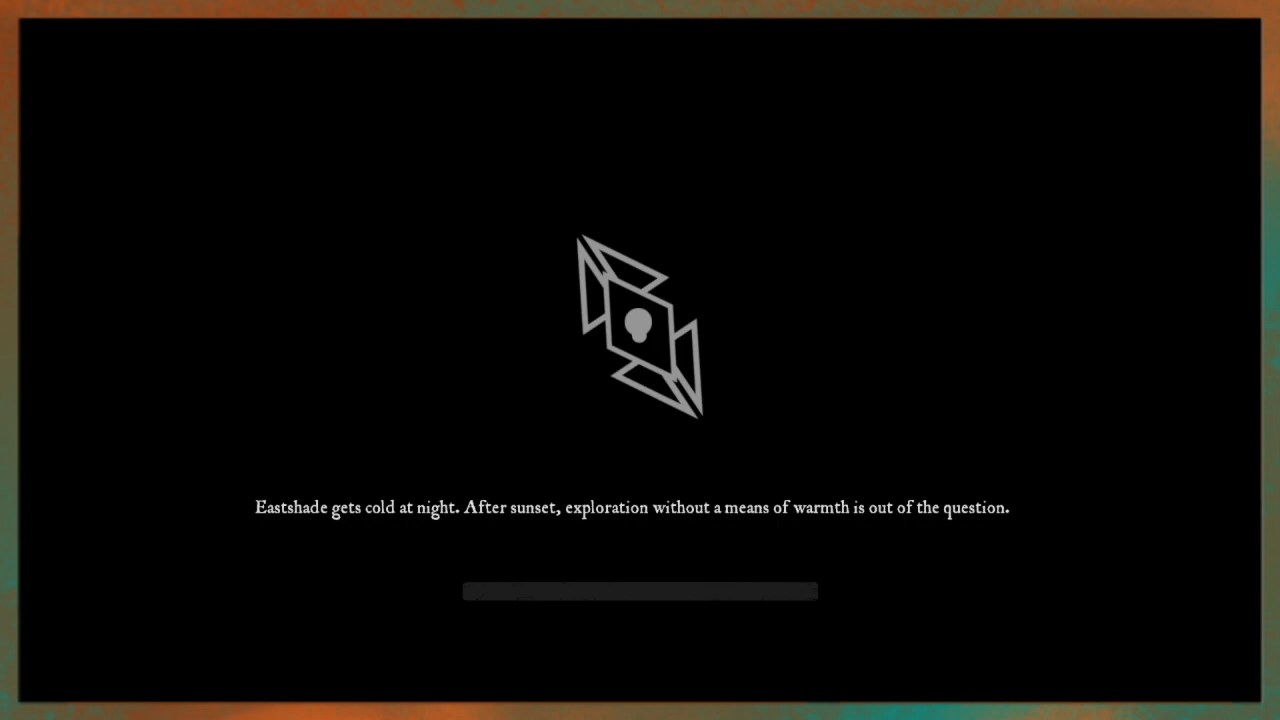 Eastshade gets cold at night. After sunset, exploration without a means of warmth is out of the question.